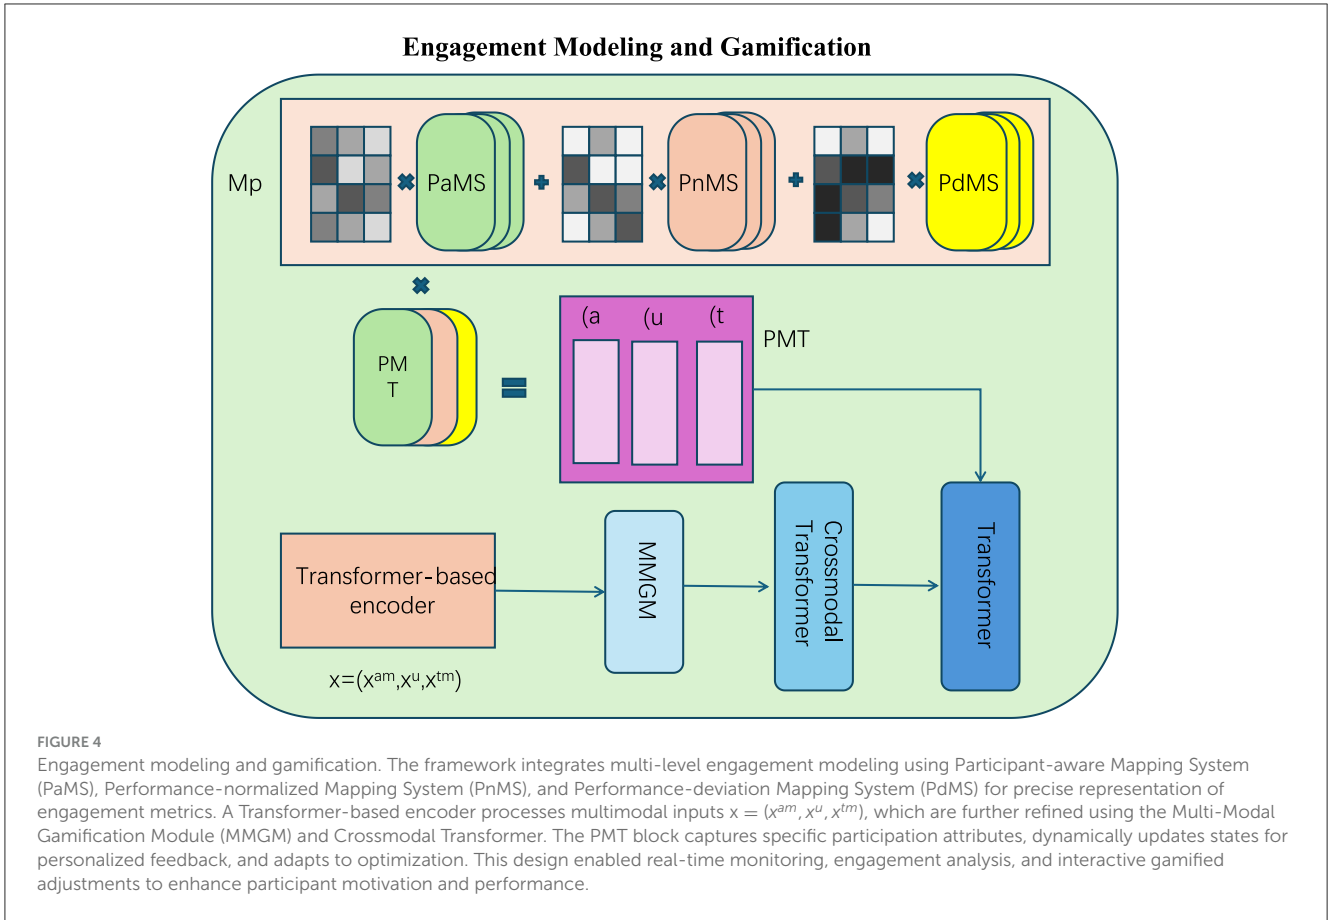 Engagement Modeling and Gamification
Mp
PaMS
PnMS
PdMS
PM
T
(a
(u
(t
PMT
Transformer-based
encoder
MMGM
Crossmodal
Transformer
Transformer
x=(xᵃᵐ,xᵘ,xᵗᵐ)
FIGURE 4
Engagement modeling and gamification. The framework integrates multi-level engagement modeling using Participant-aware Mapping System
(PaMS), Performance-normalized Mapping System (PnMS), and Performance-deviation Mapping System (PdMS) for precise representation of
engagement metrics. A Transformer-based encoder processes multimodal inputs x = (xᵃᵐ, xᵘ, xᵗᵐ), which are further refined using the Multi-Modal
Gamification Module (MMGM) and Crossmodal Transformer. The PMT block captures specific participation attributes, dynamically updates states for
personalized feedback, and adapts to optimization. This design enabled real-time monitoring, engagement analysis, and interactive gamified
adjustments to enhance participant motivation and performance.